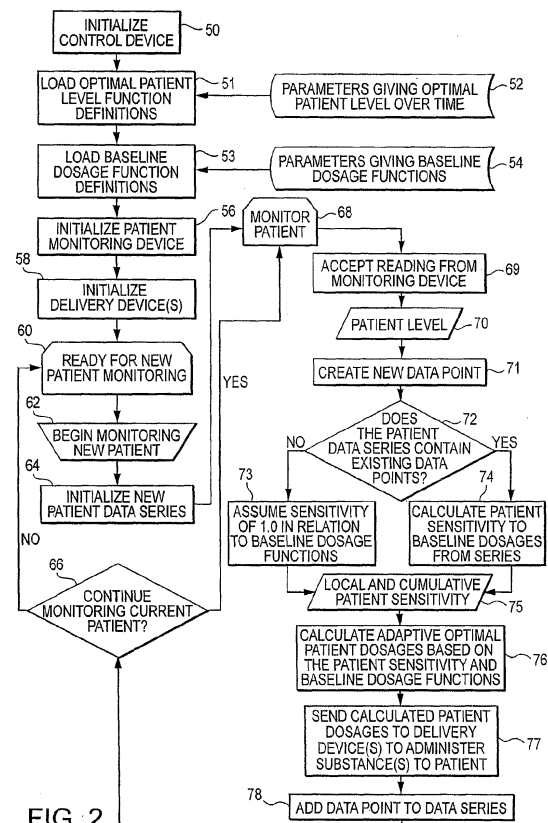 INITIALIZE
CONTROL DEVICE
50
LOAD OPTIMAL PATIENT
LEVEL FUNCTION
DEFINITIONS
51
PARAMETERS GIVING OPTIMAL
PATIENT LEVEL OVER TIME
52
LOAD BASELINE
DOSAGE FUNCTION
DEFINITIONS
53
PARAMETERS GIVING BASELINE
DOSAGE FUNCTIONS
54
INITIALIZE PATIENT
MONITORING DEVICE
56
58
INITIALIZE
DELIVERY DEVICE(S)
60
READY FOR NEW
PATIENT MONITORING
62
BEGIN MONITORING
NEW PATIENT
64
INITIALIZE NEW
PATIENT DATA SERIES
NO
YES
66
CONTINUE
MONITORING CURRENT
PATIENT?
MONITOR
PATIENT
68
ACCEPT READING FROM
MONITORING DEVICE
69
PATIENT LEVEL
70
CREATE NEW DATA POINT
71
DOES
THE PATIENT
DATA SERIES CONTAIN
EXISTING DATA
POINTS?
72
NO
YES
73
ASSUME SENSITIVITY
OF 1.0 IN RELATION
TO BASELINE DOSAGE
FUNCTIONS
74
CALCULATE PATIENT
SENSITIVITY TO
BASELINE DOSAGES
FROM SERIES
LOCAL AND CUMULATIVE
PATIENT SENSITIVITY
75
CALCULATE ADAPTIVE OPTIMAL
PATIENT DOSAGES BASED ON
THE PATIENT SENSITIVITY AND
BASELINE DOSAGE FUNCTIONS
76
SEND CALCULATED PATIENT
DOSAGES TO DELIVERY
DEVICE(S) TO ADMINISTER
SUBSTANCE(S) TO PATIENT
77
78
ADD DATA POINT TO DATA SERIES
FIG. 2